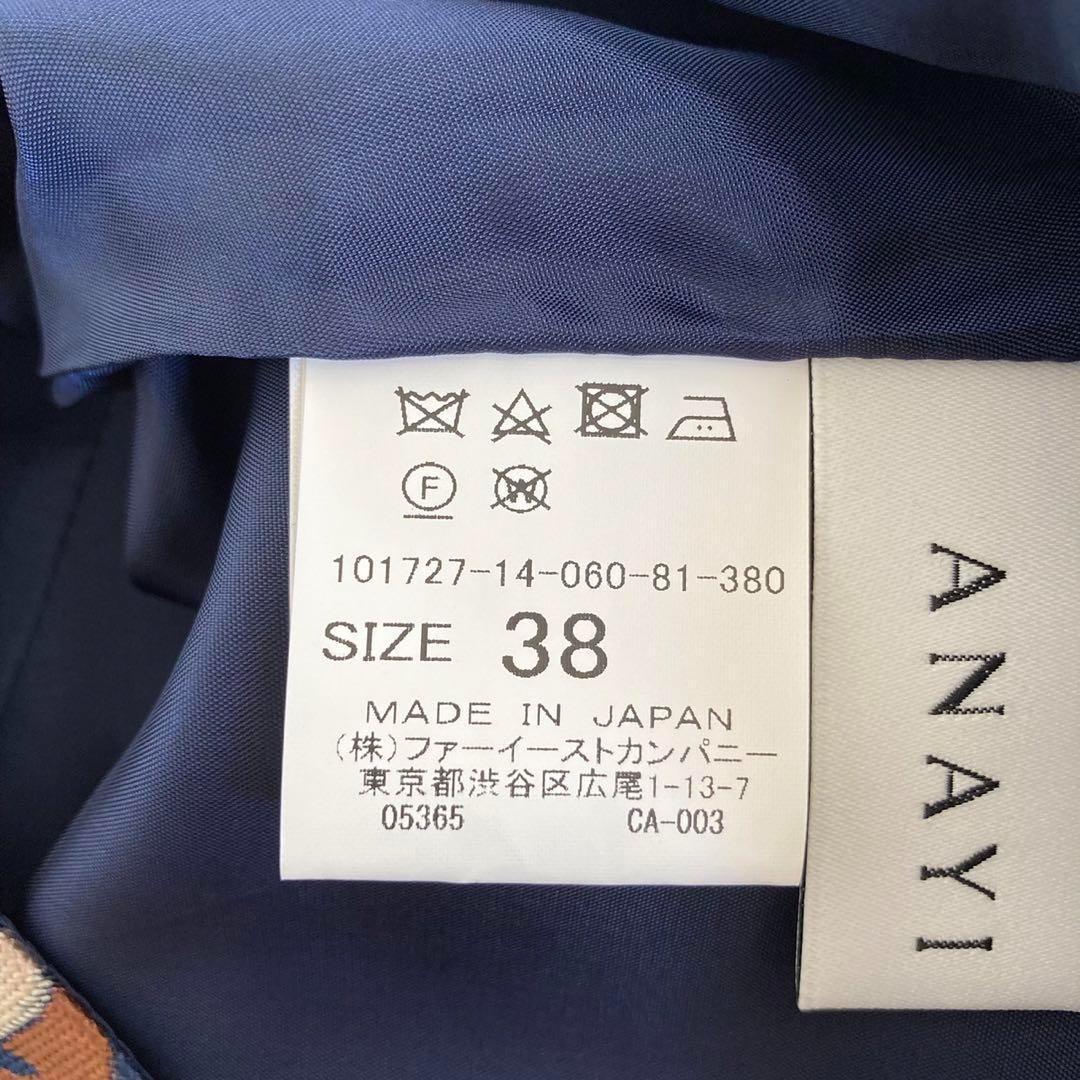 F
W
101727-14-060-81-380
SIZE 38
MADE IN JAPAN
(株)ファーイーストカンパニー
東京都渋谷区広尾1-13-7
05365 CA-003
ANAYI